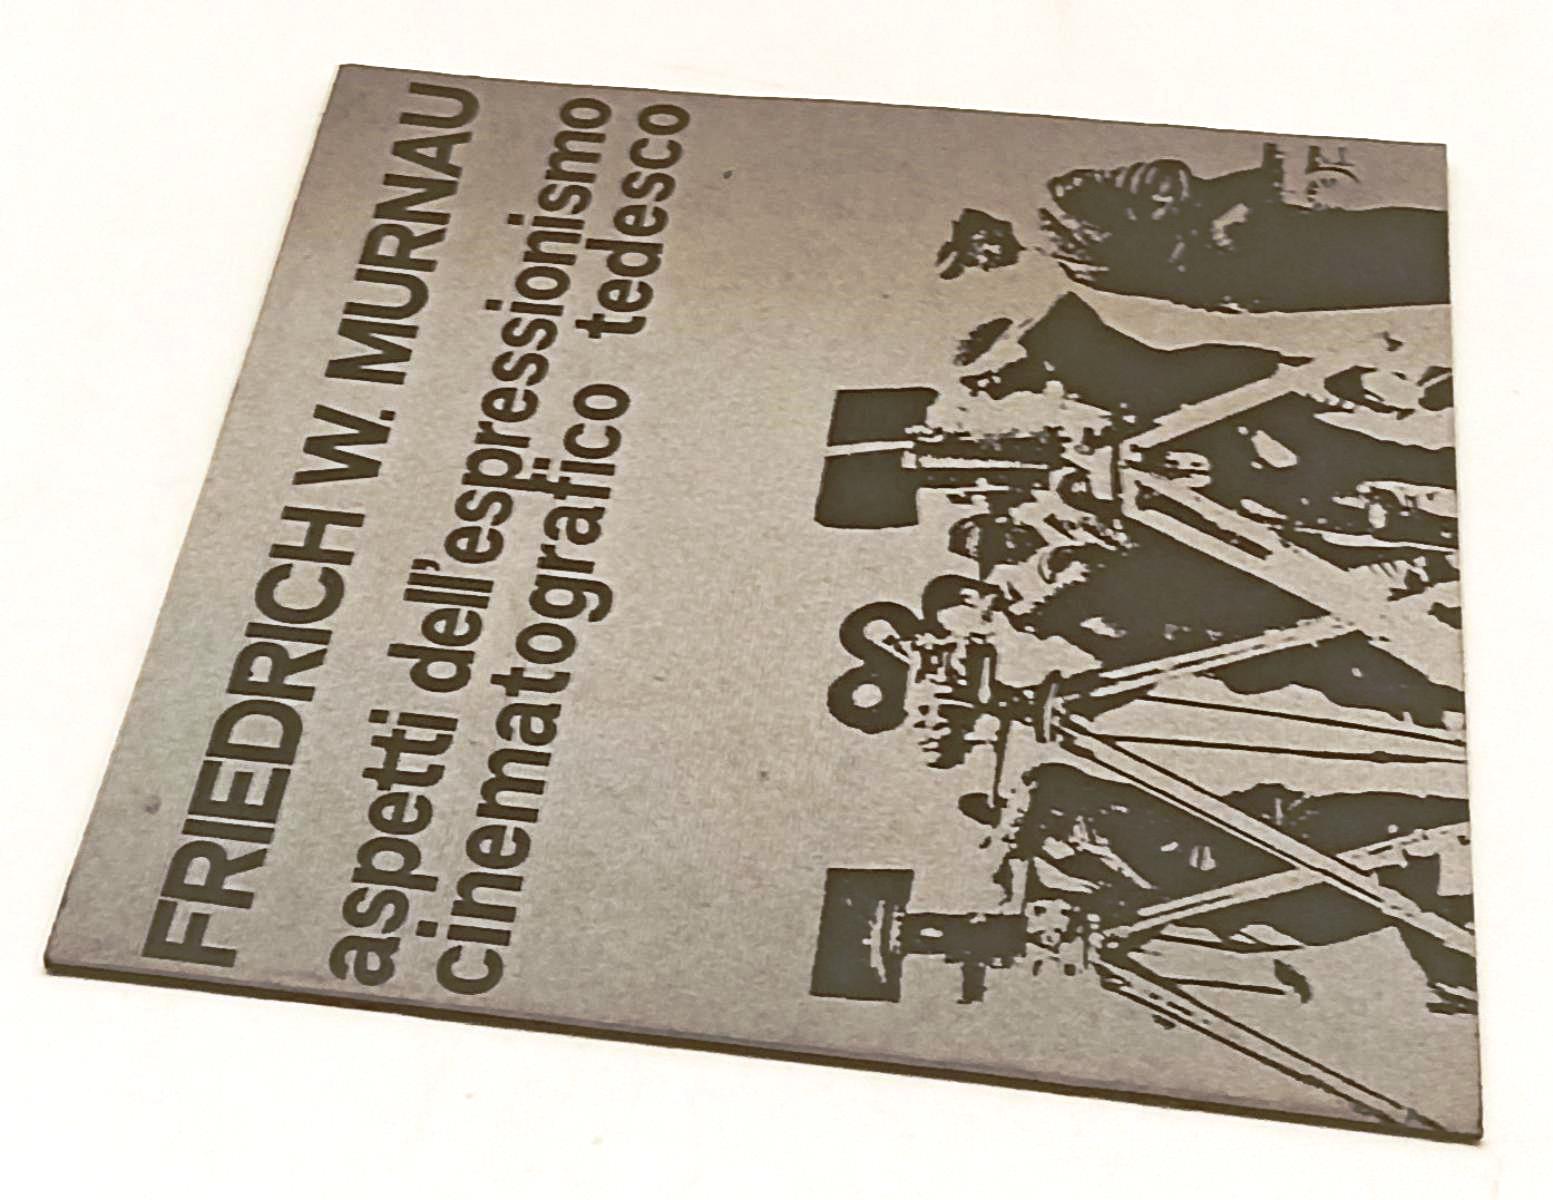 FRIEDRICH W. MURNAU
aspetti dell'espressionismo
cinematografico tedesco